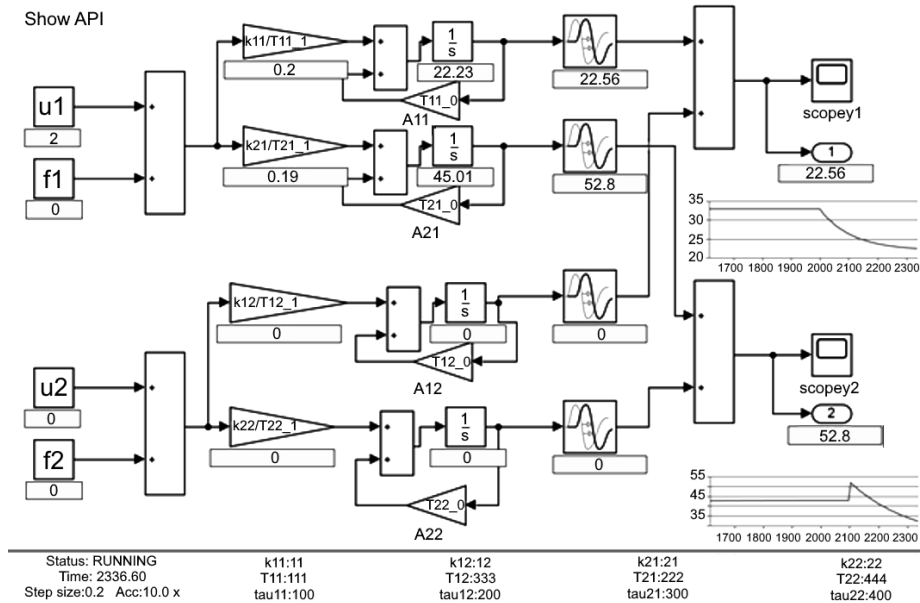 Show API
k11/T11_1
0.2
1
s
22.23
22.56
T11_0
A11
u1
2
f1
0
k21/T21_1
0.19
1
s
45.01
52.8
T21_0
A21
scopey1
1
22.56
35
30
25
20
1700 1800 1900 2000 2100 2200 2300
k12/T12_1
0
1
s
0
0
T12_0
A12
u2
0
f2
0
k22/T22_1
0
1
s
0
0
T22_0
A22
scopey2
2
52.8
55
45
35
1700 1800 1900 2000 2100 2200 2300
Status: RUNNING
Time: 2336.60
Step size:0.2 Acc:10.0 x
k11:11
T11:111
tau11:100
k12:12
T12:333
tau12:200
k21:21
T21:222
tau21:300
k22:22
T22:444
tau22:400